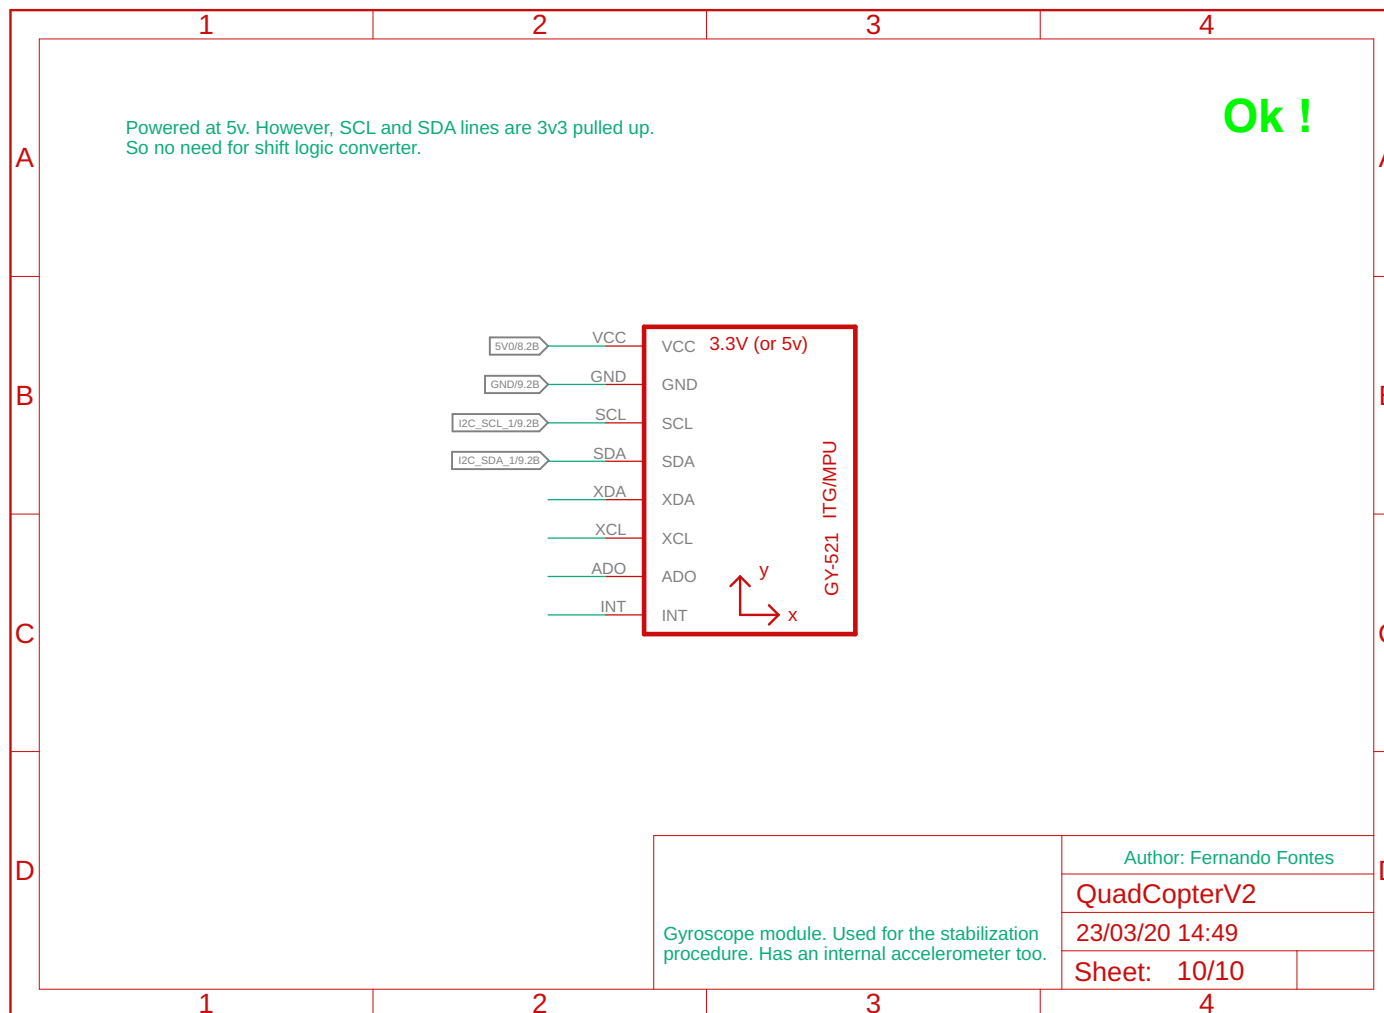 1 2 3 4
Ok !
Powered at 5v. However, SCL and SDA lines are 3v3 pulled up.
So no need for shift logic converter.
A
B
C
D
5V0/8.2B VCC VCC 3.3V (or 5v)
GND/9.2B GND GND
I2C_SCL_1/9.2B SCL SCL
I2C_SDA_1/9.2B SDA SDA
XDA XDA
XCL XCL
ADO ADO
INT INT
GY-521 ITG/MPU
y
x
Author: Fernando Fontes
QuadCopterV2
Gyroscope module. Used for the stabilization
procedure. Has an internal accelerometer too.
23/03/20 14:49
Sheet: 10/10
1 2 3 4